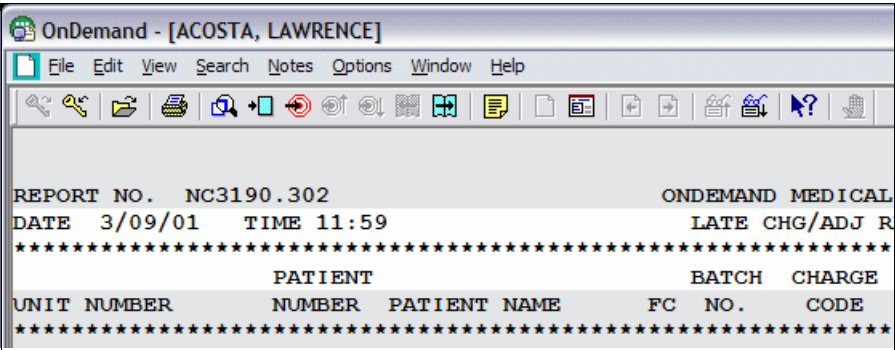 OnDemand - [ACOSTA, LAWRENCE]
File Edit View Search Notes Options Window Help
REPORT NO. NC3190.302 ONDEMAND MEDICAL
DATE 3/09/01 TIME 11:59 LATE CHG/ADJ R
************************************************************
PATIENT BATCH CHARGE
UNIT NUMBER NUMBER PATIENT NAME FC NO. CODE
************************************************************